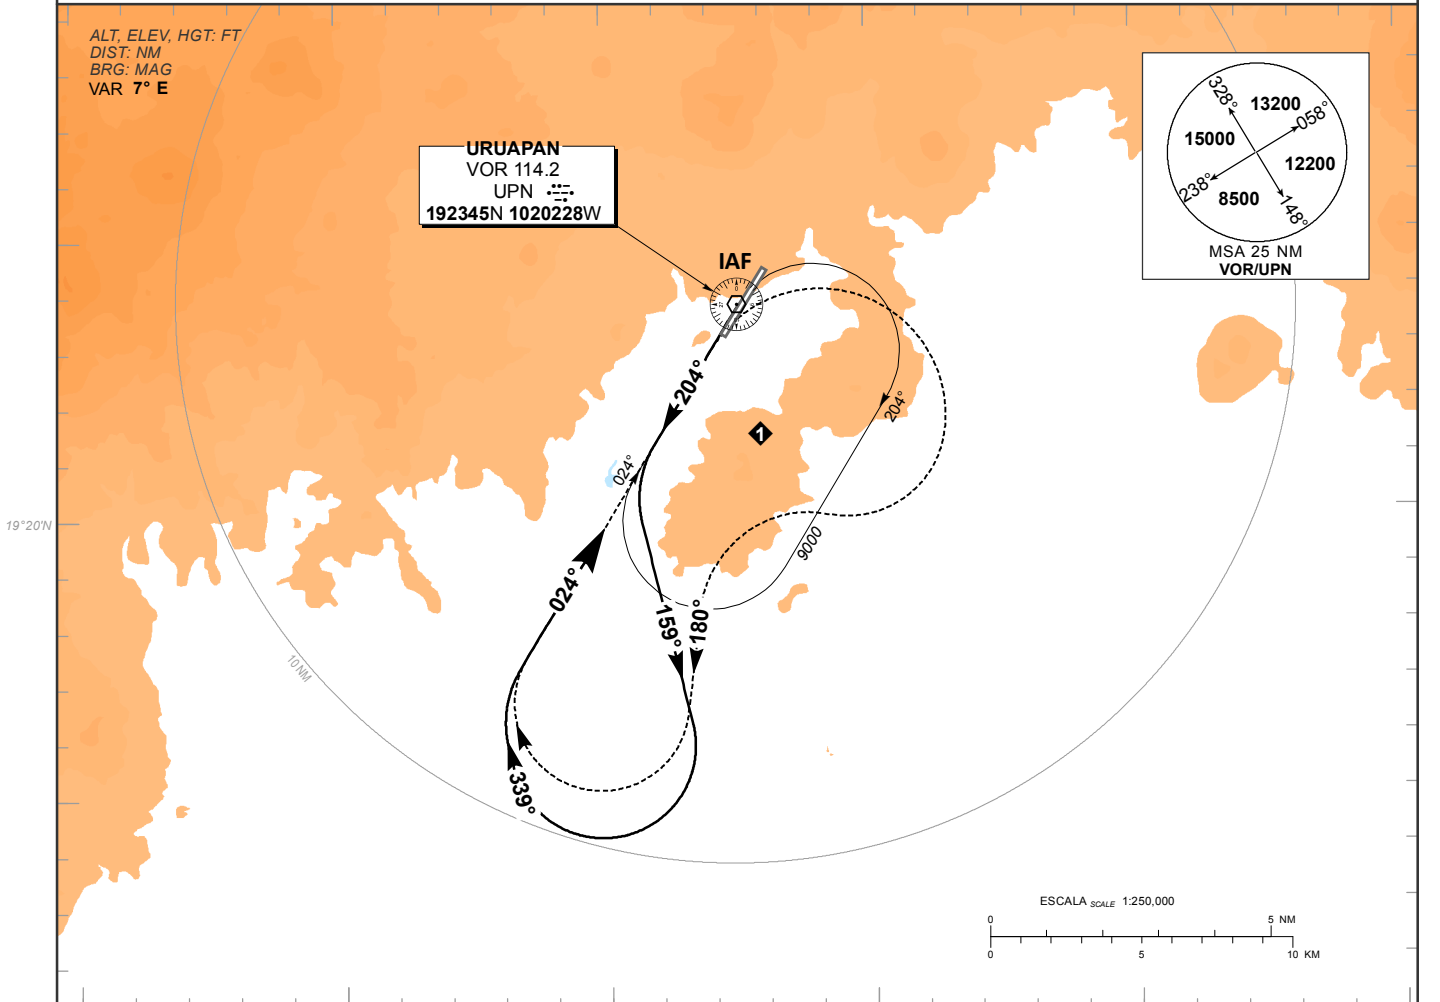 ALT, ELEV, HGT: FT
DIST: NM
BRG: MAG
VAR 7° E
URUAPAN
VOR 114.2
UPN
192345N 1020228W
IAF
328°
13200
058°
15000
12200
238°
8500
148°
MSA 25 NM
VOR/UPN
204°
204°
1
024°
19°20'N
9000
024°
159°
180°
10 NM
339°
ESCALA SCALE 1:250,000
0 5 NM
0 5 10 KM